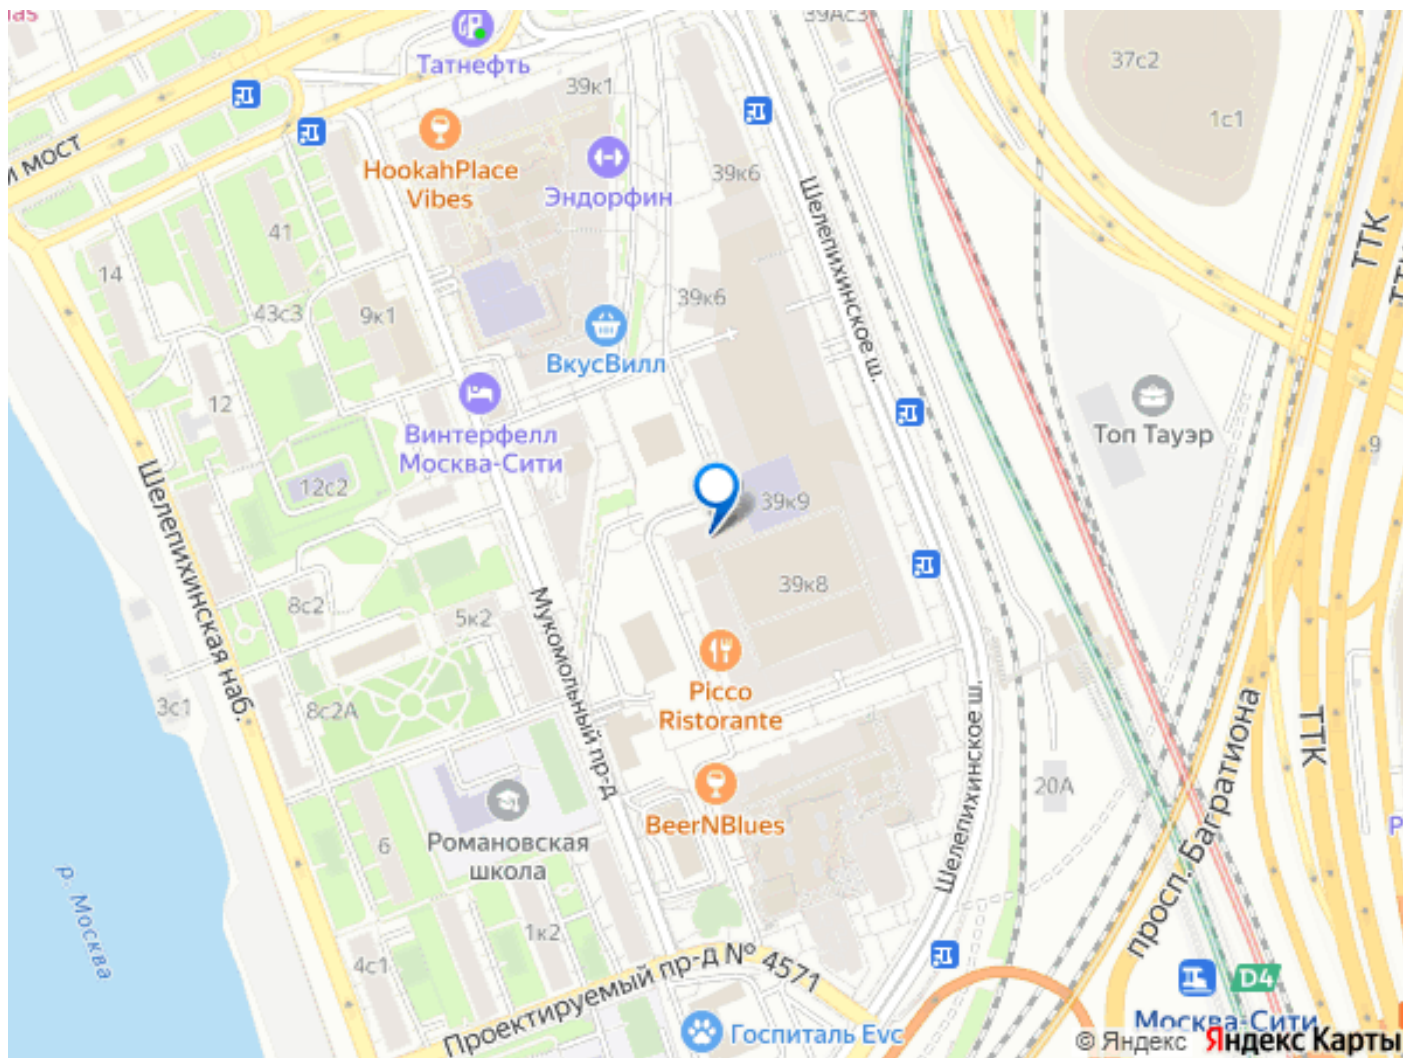 39Ас3
Татнефть
37с2
39к1
1с1
и мост
HookahPlace
Vibes
Эндорфин
39к6
Шелепихинское ш.
ТТК
41
14
43с3
9к1
39к6
ВкусВилл
12
Винтерфелл
Москва-Сити
Топ Тауэр
9
12с2
39к9
Шелепихинская наб.
39к8
8с2
5к2
Мукомольный пр-д
Picco
Ristorante
3с1
8с2А
Шелепихинское ш.
просп. Багратиона
ТТК
20А
BeerNBlues
Романовская
школа
6
р. Москва
1к2
4с1
Проектируемый пр-д № 4571
D4
Москва-Сити
Госпиталь Evc
© Яндекс Яндекс Карты